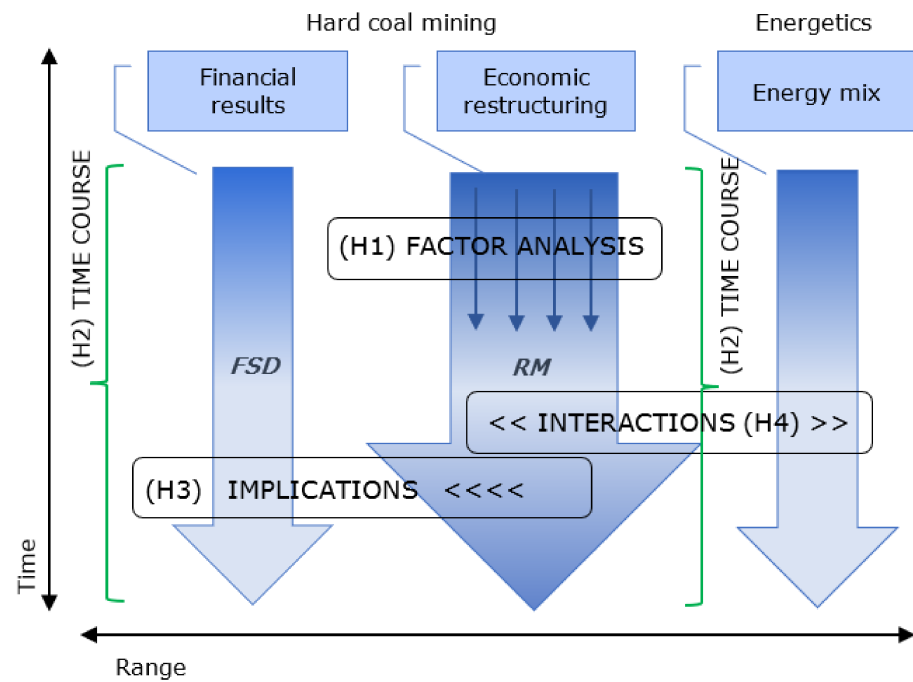 Hard coal mining
Energetics
Financial
results
Economic
restructuring
Energy mix
(H2) TIME COURSE
(H2) TIME COURSE
(H1) FACTOR ANALYSIS
FSD
RM
<< INTERACTIONS (H4) >>
(H3) IMPLICATIONS <<<<
Time
Range